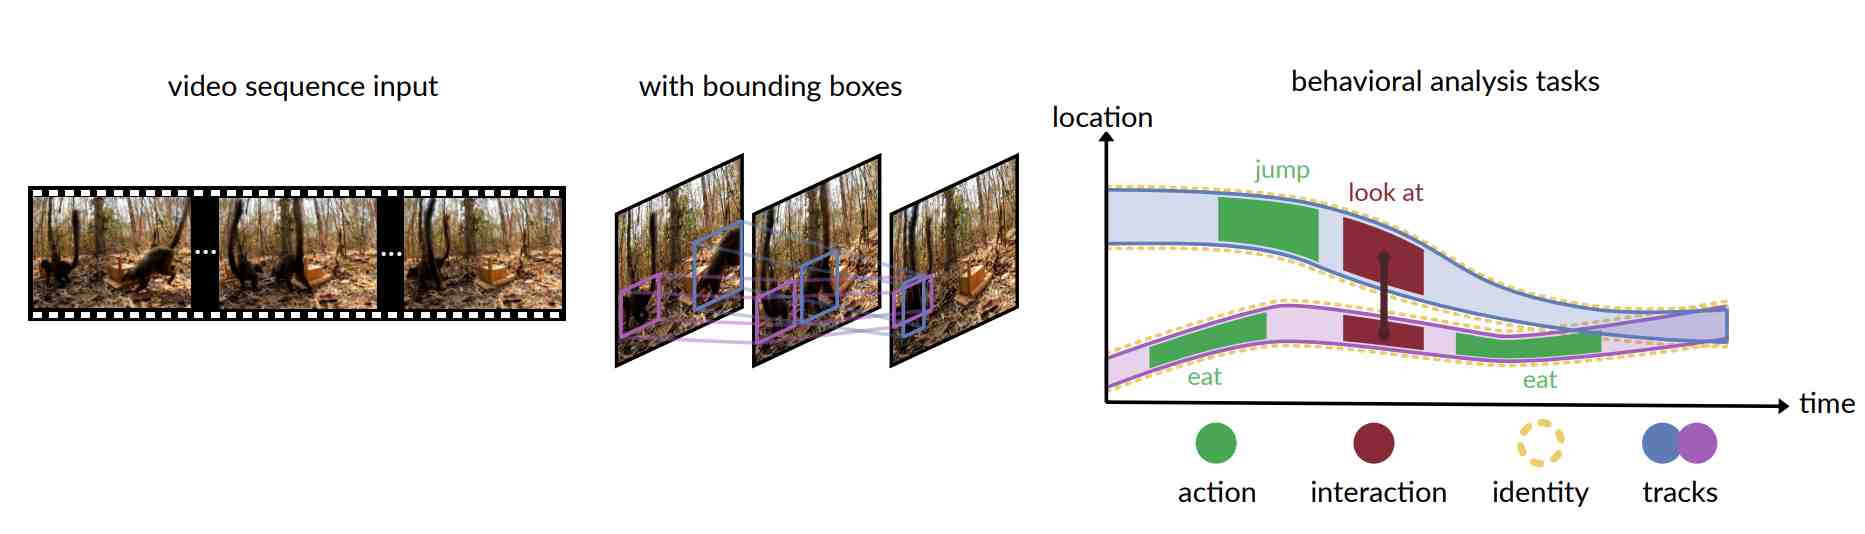 video sequence input
with bounding boxes
behavioral analysis tasks
location
jump
look at
eat
eat
time
action
interaction
identity
tracks